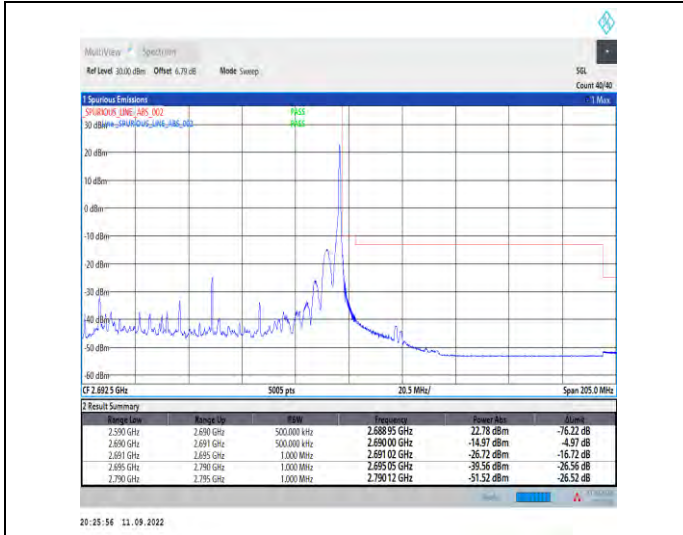 MultiView Spectrum
Ref Level 30.00 dBm Offset 6.79 dB Mode Sweep SGL
Count 40/40
1 Spurious Emissions 1 Max
SPURIOUS_LINE_ABS_002 PASS
30 dBm Line _SPURIOUS_LINE_ABS_002 PASS
20 dBm
10 dBm
0 dBm
-10 dBm
-20 dBm
-30 dBm
-40 dBm
-50 dBm
-60 dBm
CF 2.692 5 GHz 5005 pts 20.5 MHz/ Span 205.0 MHz
2 Result Summary
Range Low Range Up RBW Frequency Power Abs ΔLimit
2.590 GHz 2.690 GHz 500.000 kHz 2.688 95 GHz 22.78 dBm -76.22 dB
2.690 GHz 2.691 GHz 500.000 kHz 2.690 00 GHz -14.97 dBm -4.97 dB
2.691 GHz 2.695 GHz 1.000 MHz 2.691 02 GHz -26.72 dBm -16.72 dB
2.695 GHz 2.790 GHz 1.000 MHz 2.695 05 GHz -39.56 dBm -26.56 dB
2.790 GHz 2.795 GHz 1.000 MHz 2.790 12 GHz -51.52 dBm -26.52 dB
20:25:56 11.09.2022